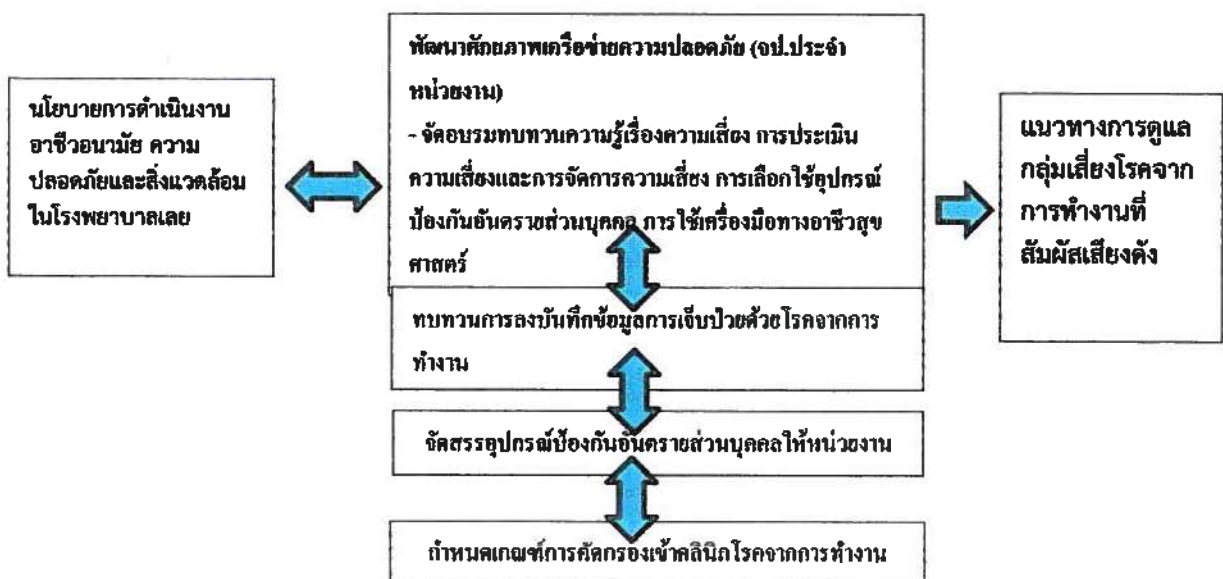 นโยบายการดำเนินงาน
อาชีวอนามัย ความ
ปลอดภัยและสิ่งแวดล้อม
ในโรงพยาบาลเลย
พัฒนาศักยภาพเครือข่ายความปลอดภัย (จป.ประจำ
หน่วยงาน)
- จัดอบรมทบทวนความรู้เรื่องความเสี่ยง การประเมิน
ความเสี่ยงและการจัดการความเสี่ยง การเลือกใช้อุปกรณ์
ป้องกันอันตรายส่วนบุคคล การใช้เครื่องมือทางอาชีวสุข
ศาสตร์
ทบทวนการลงบันทึกข้อมูลการเจ็บป่วยด้วยโรคจากการ
ทำงาน
จัดสรรอุปกรณ์ป้องกันอันตรายส่วนบุคคลให้หน่วยงาน
กำหนดเกณฑ์การคัดกรองเข้าคลินิกโรคจากการทำงาน
แนวทางการดูแล
กลุ่มเสี่ยงโรคจาก
การทำงานที่
สัมผัสเสียงดัง